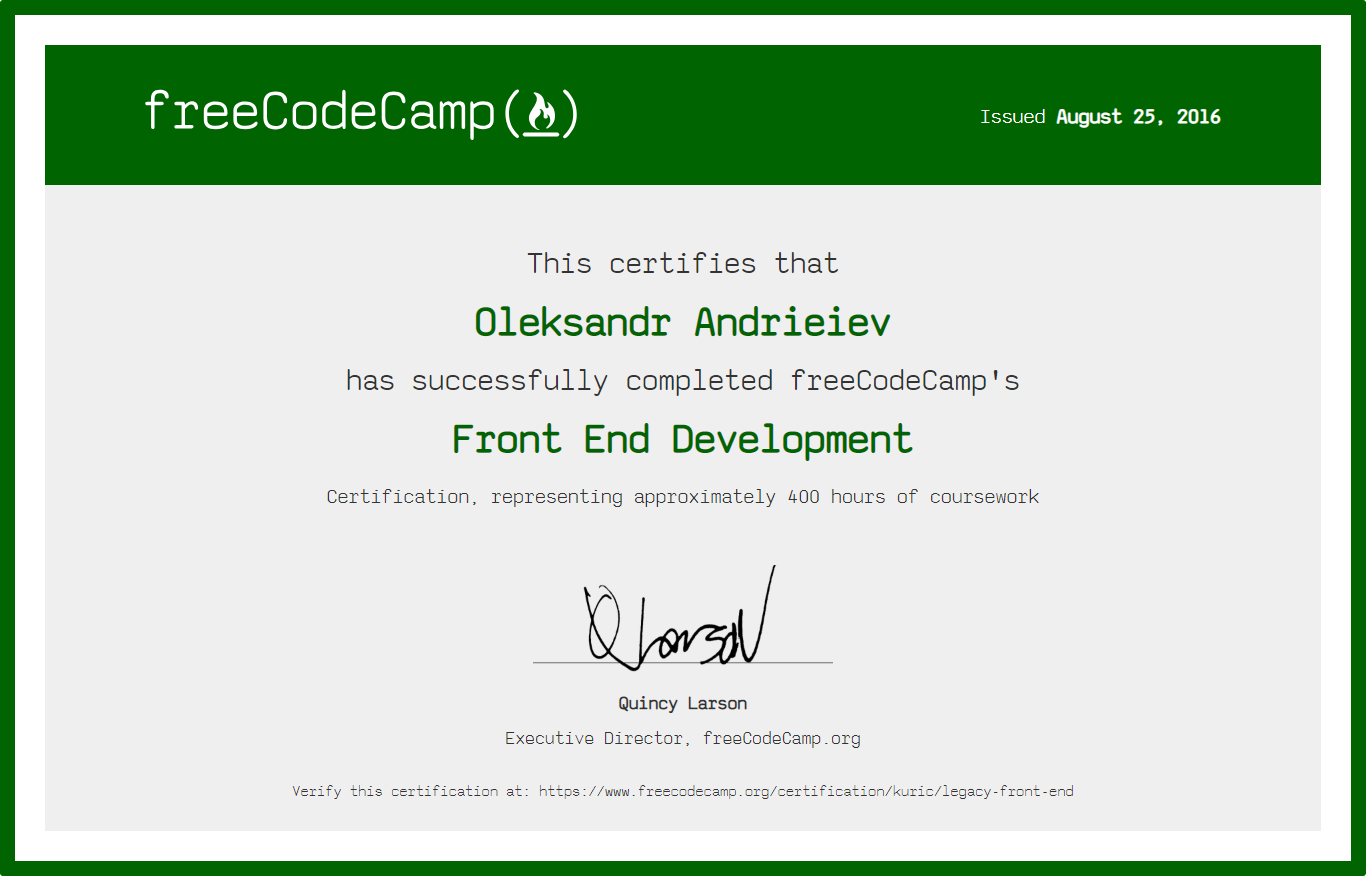 freeCodeCamp(🔥)
Issued August 25, 2016
This certifies that
Oleksandr Andrieiev
has successfully completed freeCodeCamp's
Front End Development
Certification, representing approximately 400 hours of coursework
QLarson
Quincy Larson
Executive Director, freeCodeCamp.org
Verify this certification at: https://www.freecodecamp.org/certification/kuric/legacy-front-end